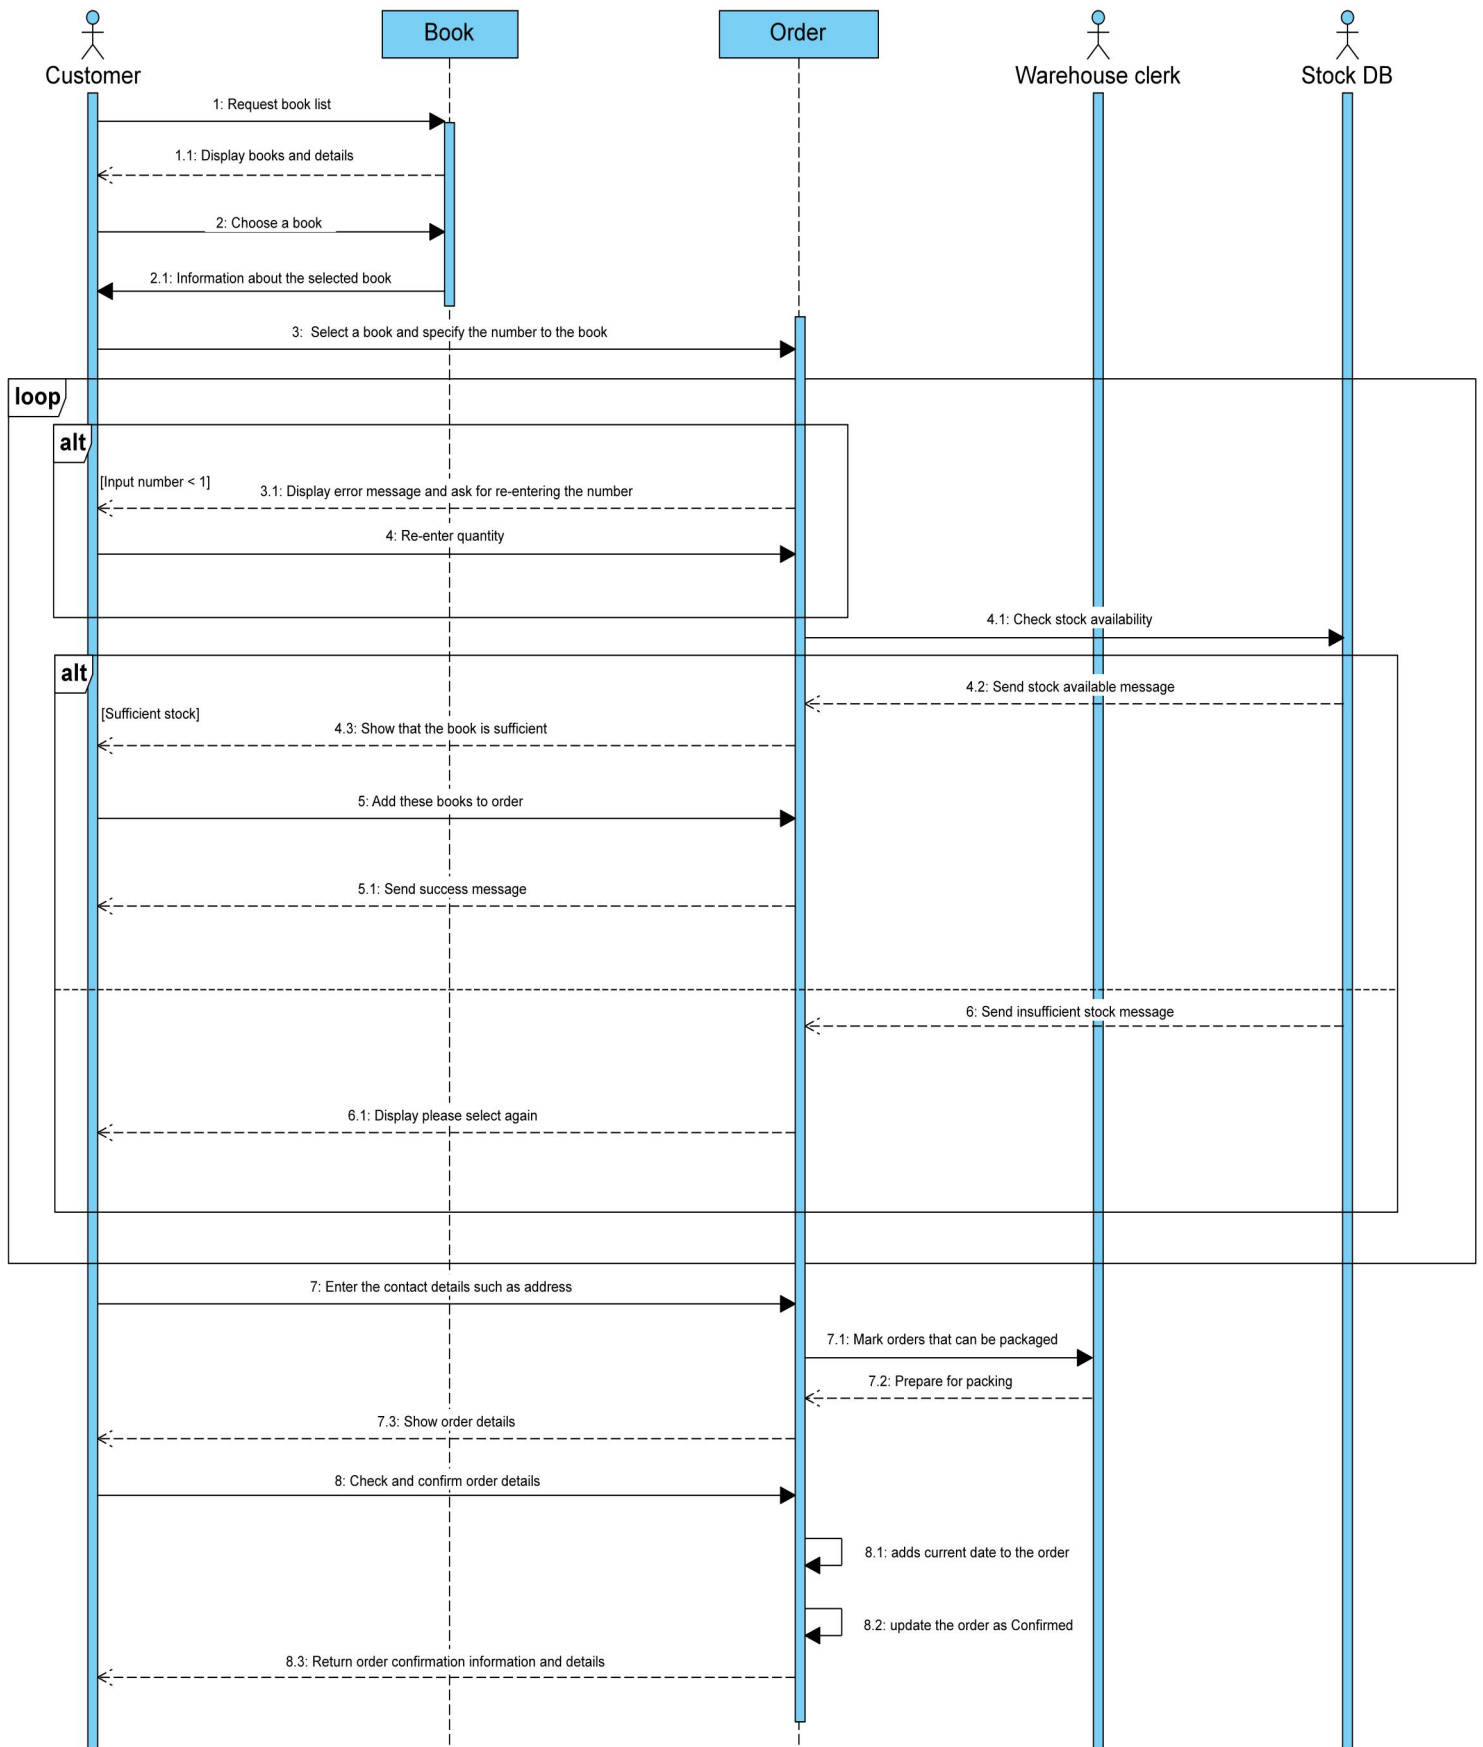 Customer
Book
Order
Warehouse clerk
Stock DB
1: Request book list
1.1: Display books and details
2: Choose a book
2.1: Information about the selected book
3:  Select a book and specify the number to the book
loop
alt
[Input number < 1]
3.1: Display error message and ask for re-entering the number
4: Re-enter quantity
4.1: Check stock availability
alt
4.2: Send stock available message
[Sufficient stock]
4.3: Show that the book is sufficient
5: Add these books to order
5.1: Send success message
6: Send insufficient stock message
6.1: Display please select again
7: Enter the contact details such as address
7.1: Mark orders that can be packaged
7.2: Prepare for packing
7.3: Show order details
8: Check and confirm order details
8.1: adds current date to the order
8.2: update the order as Confirmed
8.3: Return order confirmation information and details